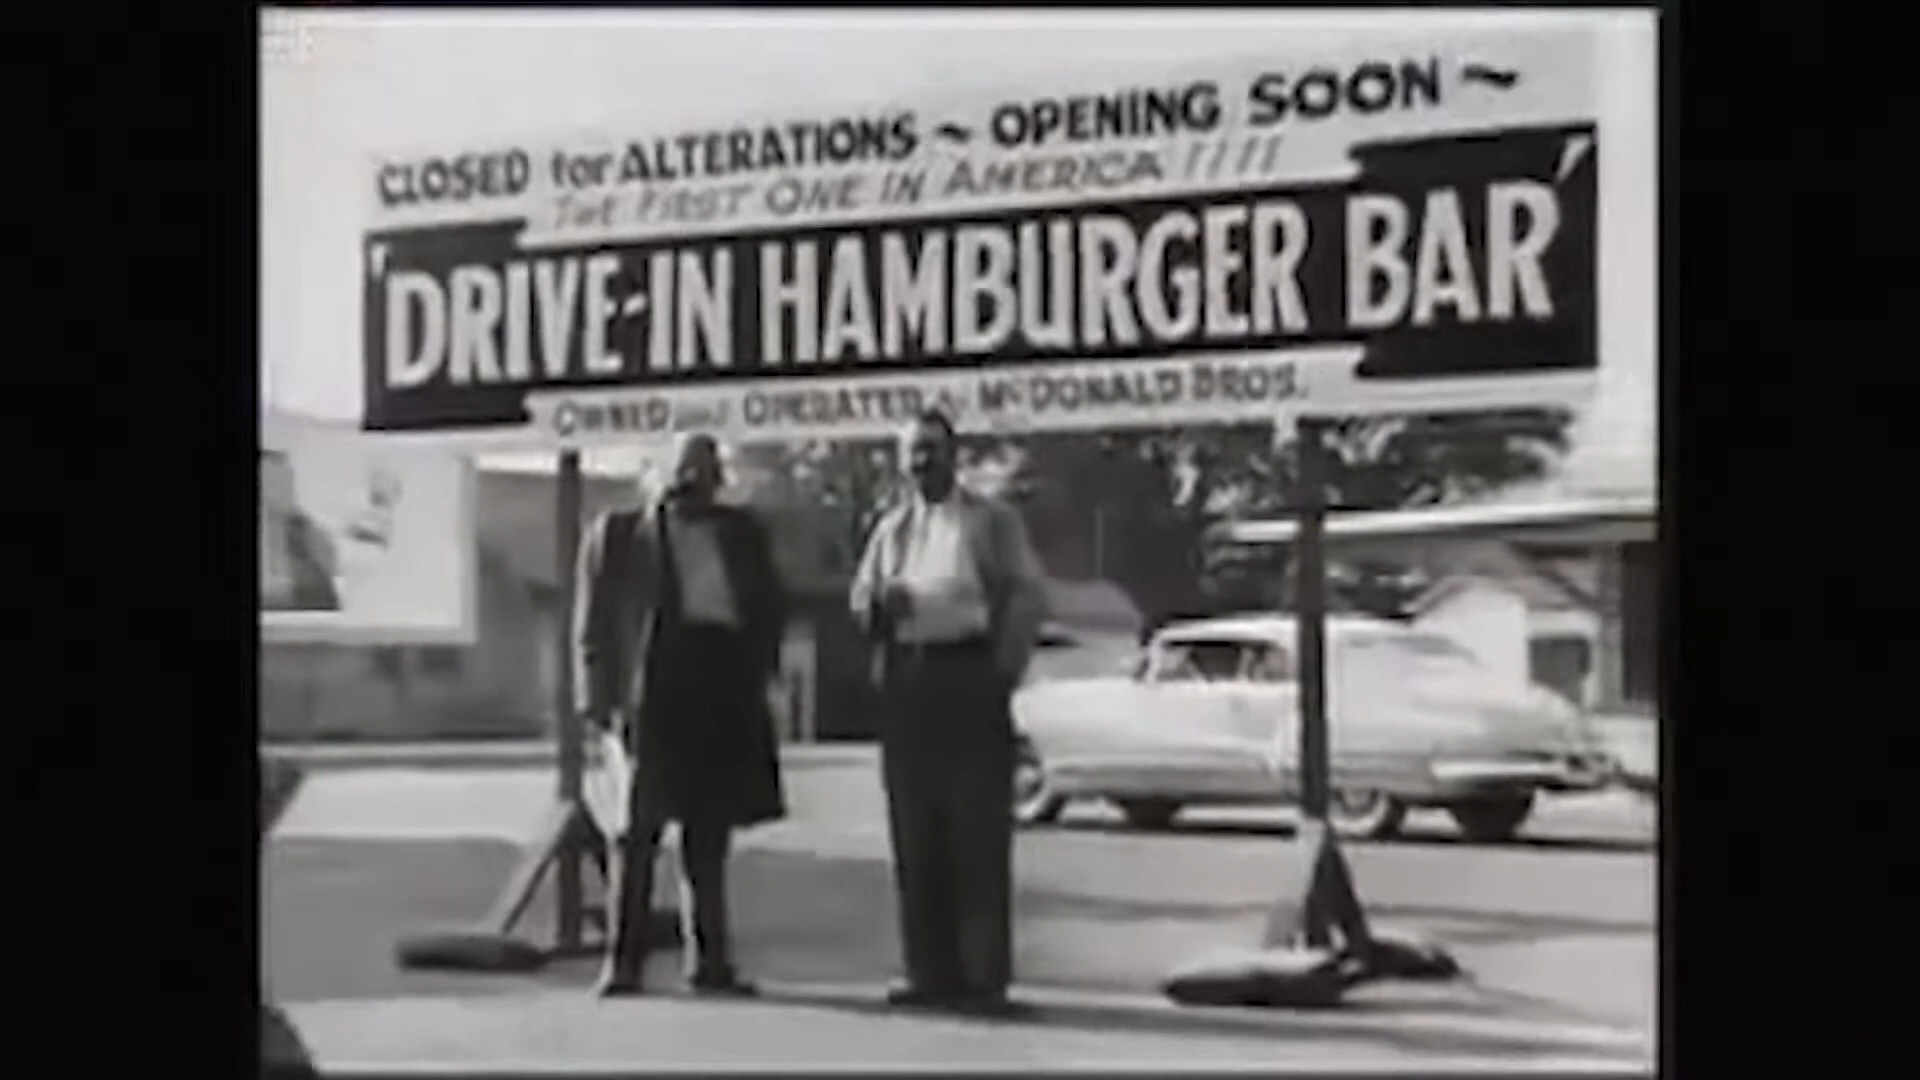 CLOSED for ALTERATIONS ~ OPENING SOON ~
THE FIRST ONE IN AMERICA !!!!
'DRIVE-IN HAMBURGER BAR'
OWNED and OPERATED by McDONALD BROS.